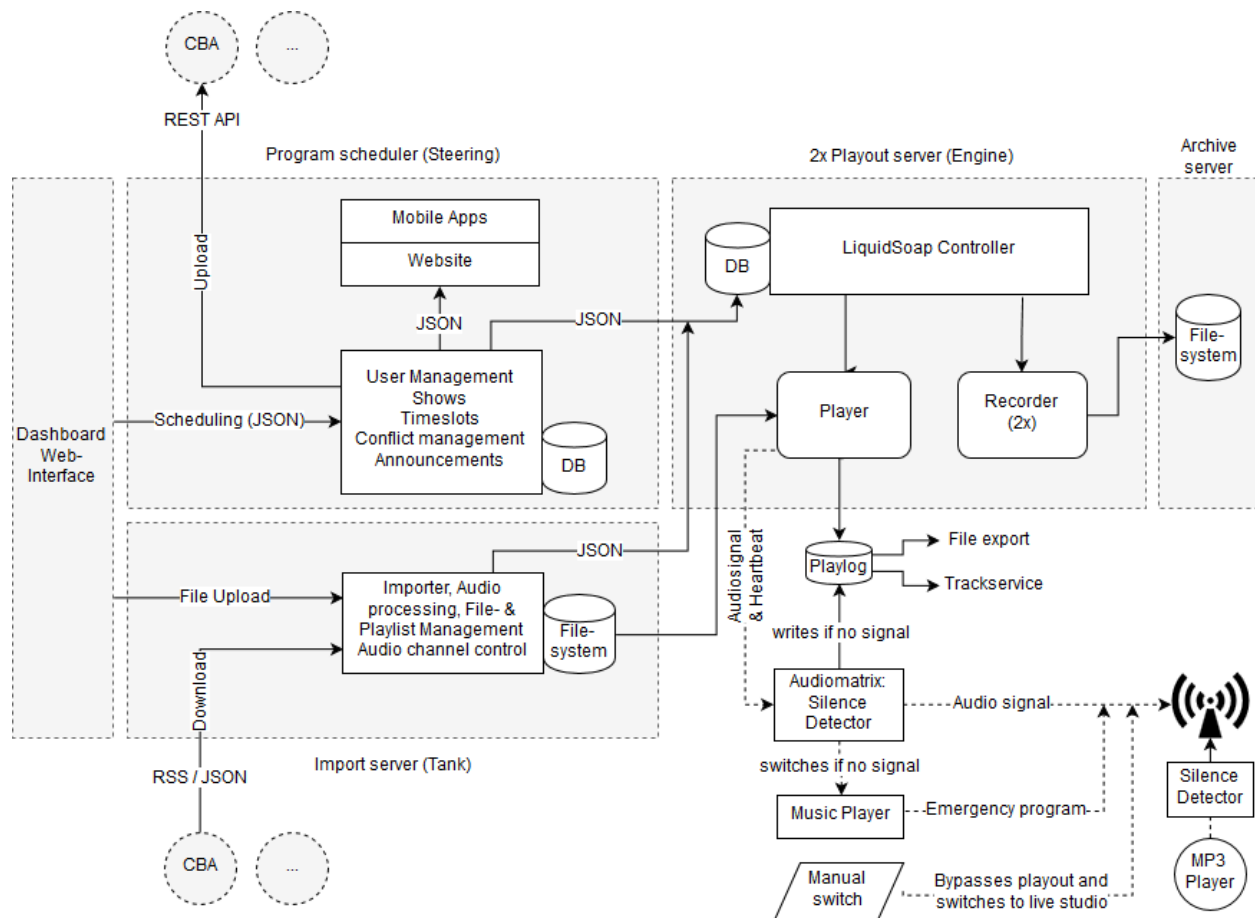 CBA
...
REST API
Program scheduler (Steering)
2x Playout server (Engine)
Archive
server
Mobile Apps
Website
Upload
JSON
JSON
DB
LiquidSoap Controller
File-
system
User Management
Shows
Timeslots
Conflict management
Announcements
DB
Scheduling (JSON)
Dashboard
Web-
Interface
Player
Recorder
(2x)
JSON
Importer, Audio
processing, File- &
Playlist Management
Audio channel control
File-
system
File Upload
Download
Import server (Tank)
RSS / JSON
CBA
...
Audiosignal
& Heartbeat
Playlog
File export
Trackservice
writes if no signal
Audiomatrix:
Silence
Detector
Audio signal
switches if no signal
Music Player
Emergency program
Manual
switch
Bypasses playout and
switches to live studio
Silence
Detector
MP3
Player